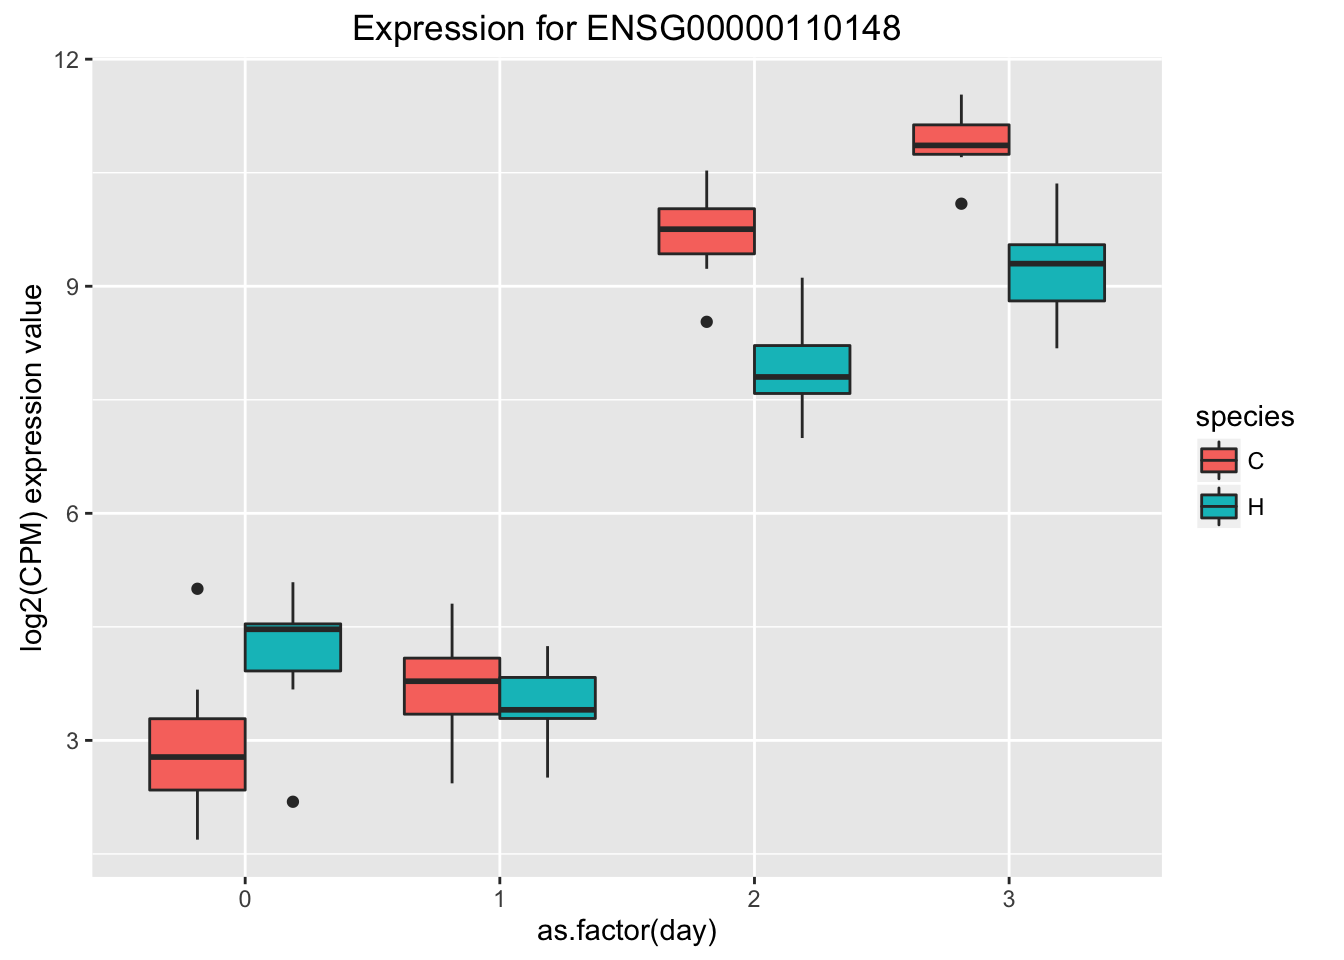 Expression for ENSG00000110148
12
9
6
3
log2(CPM) expression value
0 1 2 3
as.factor(day)
species
C
H